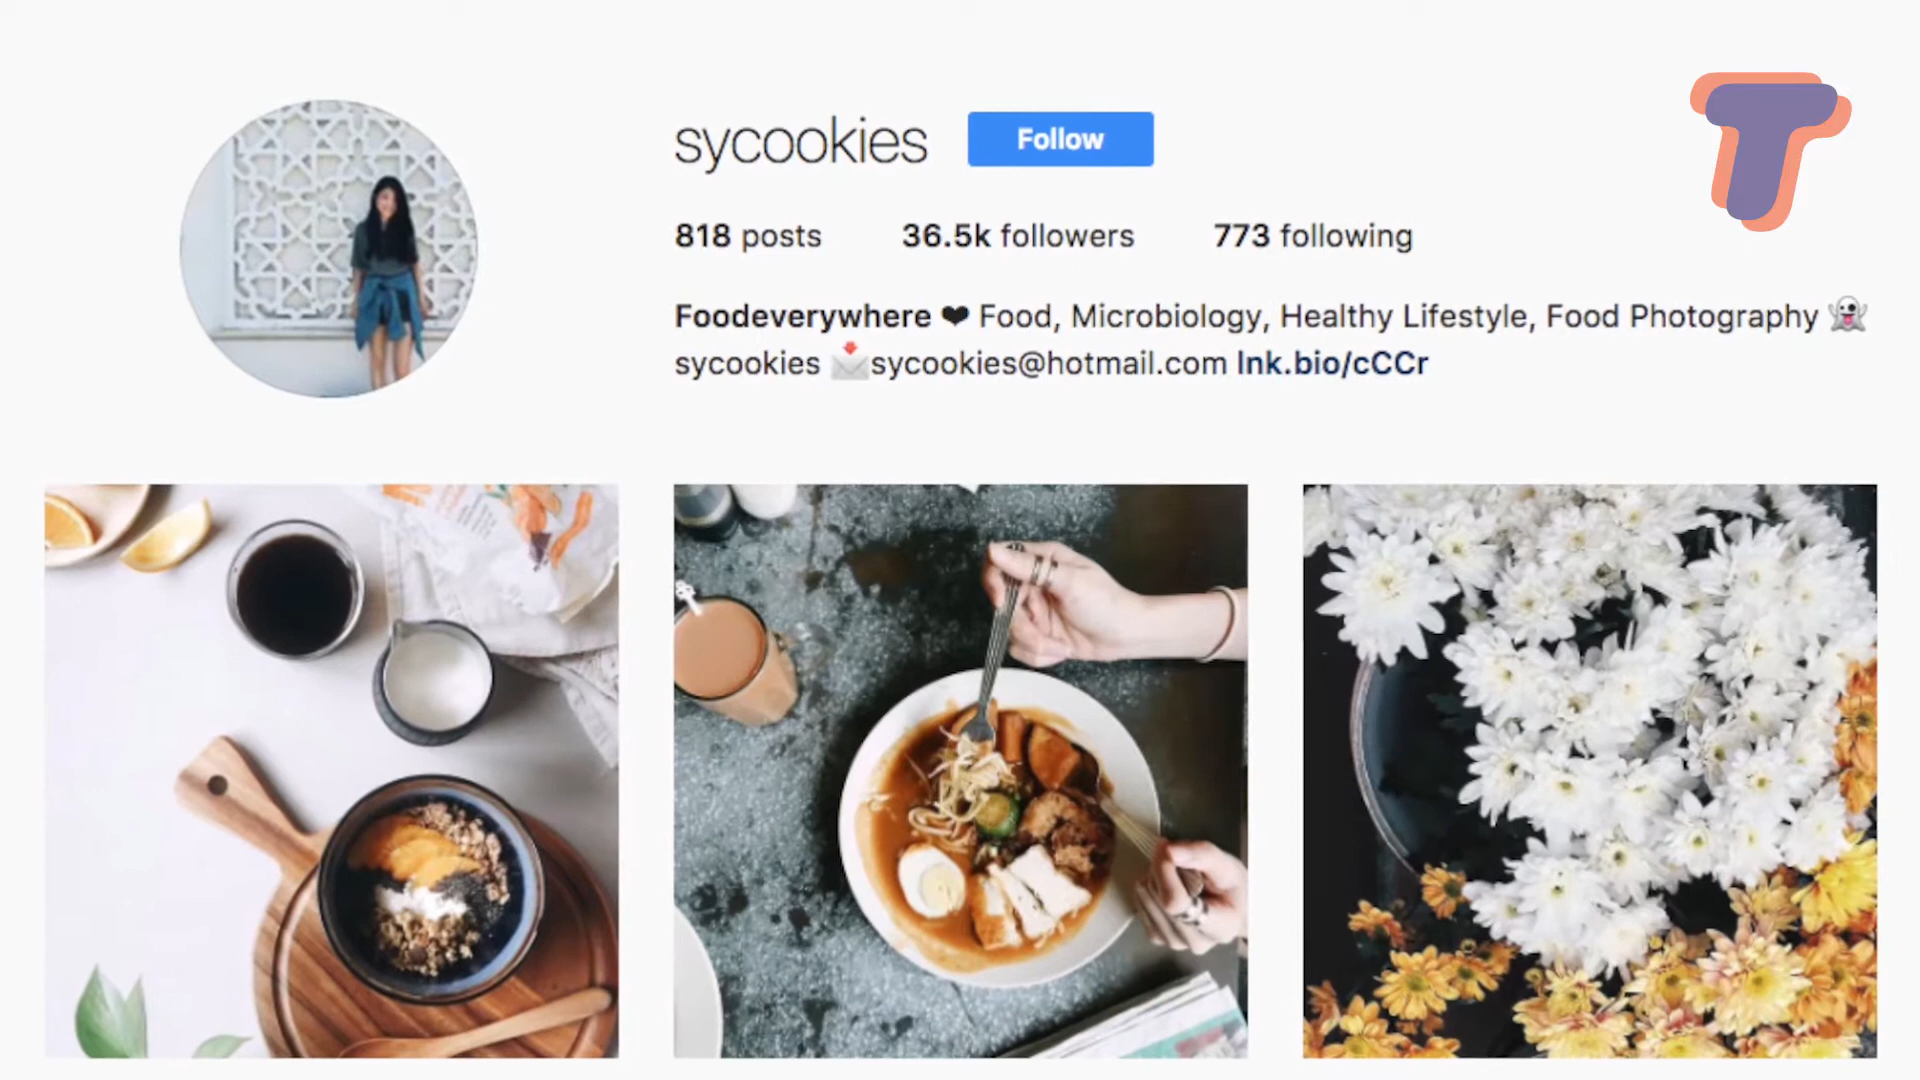 sycookies Follow
818 posts 36.5k followers 773 following
Foodeverywhere ❤ Food, Microbiology, Healthy Lifestyle, Food Photography 👻
sycookies 📩sycookies@hotmail.com lnk.bio/cCCr
T